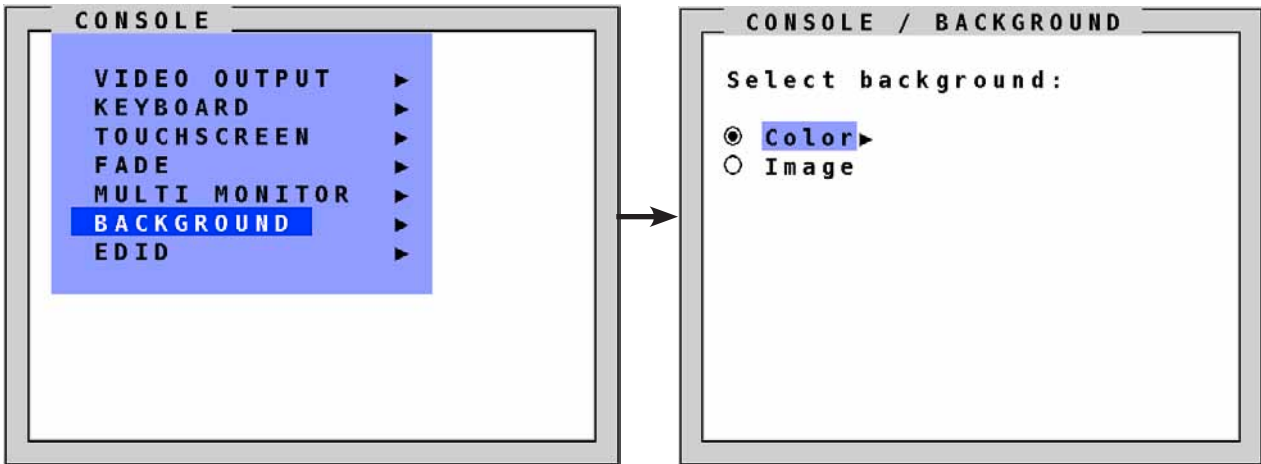 CONSOLE
VIDEO OUTPUT
KEYBOARD
TOUCHSCREEN
FADE
MULTI MONITOR
BACKGROUND
EDID
CONSOLE / BACKGROUND
Select background:
Color
Image